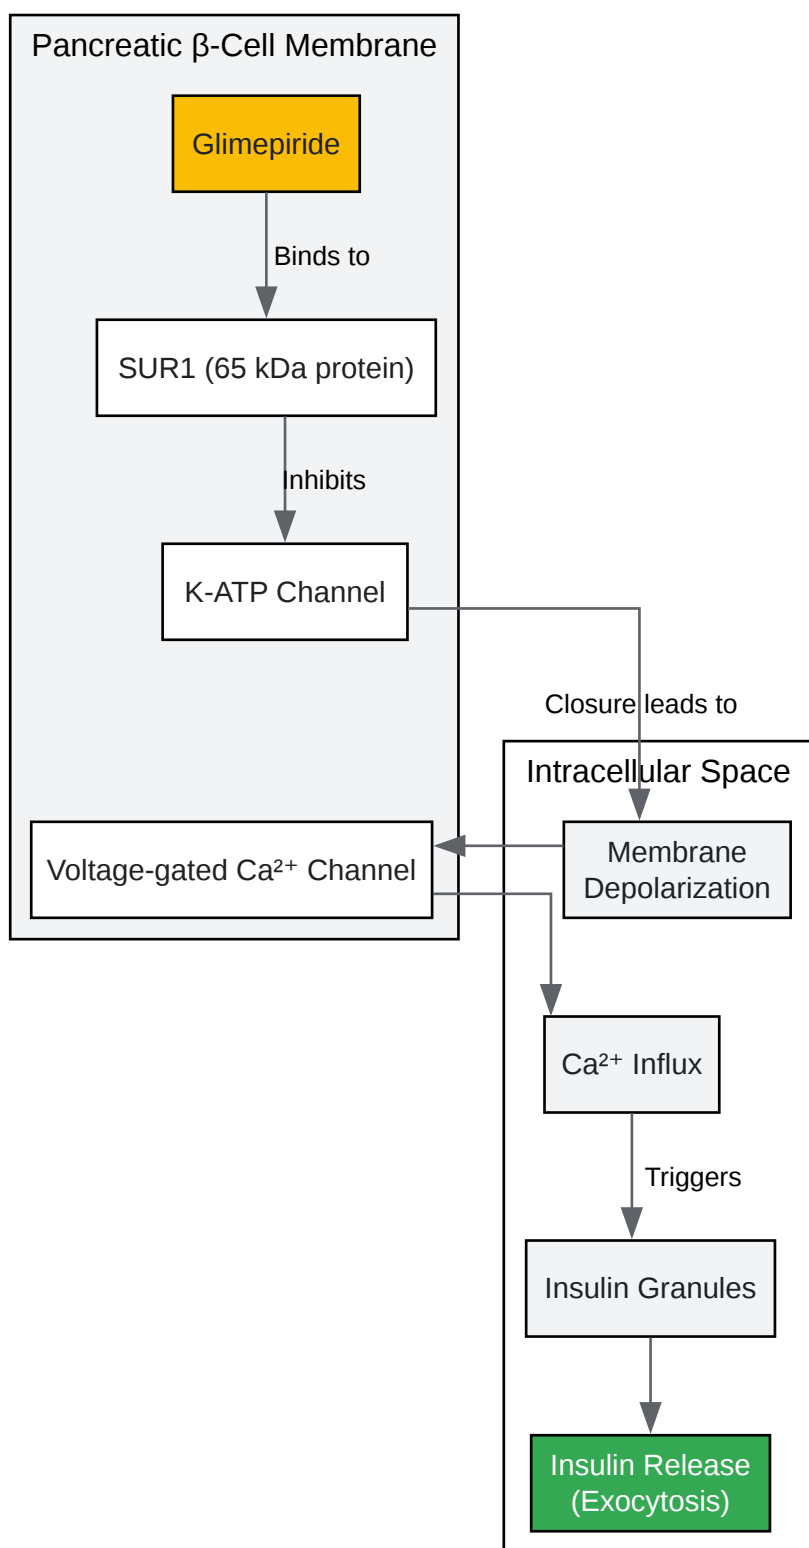 Pancreatic β-Cell Membrane
Glimepiride
Binds to
SUR1 (65 kDa protein)
Inhibits
K-ATP Channel
Closure leads to
Intracellular Space
Membrane
Depolarization
Voltage-gated Ca²⁺ Channel
Ca²⁺ Influx
Triggers
Insulin Granules
Insulin Release
(Exocytosis)